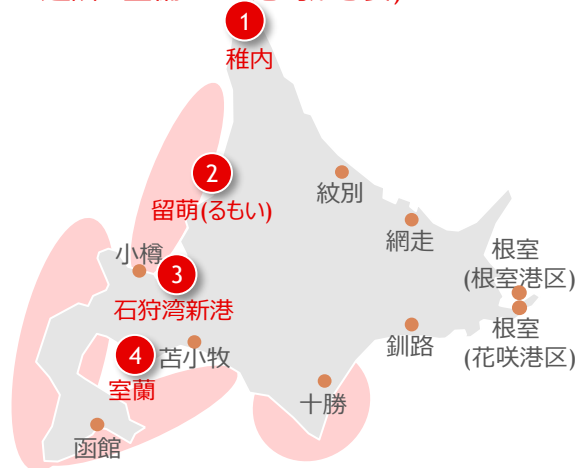 1
稚内
2
留萌(るもい)
紋別
網走
小樽
3
石狩湾新港
根室
(根室港区)
根室
(花咲港区)
4
苫小牧
室蘭
釧路
十勝
函館